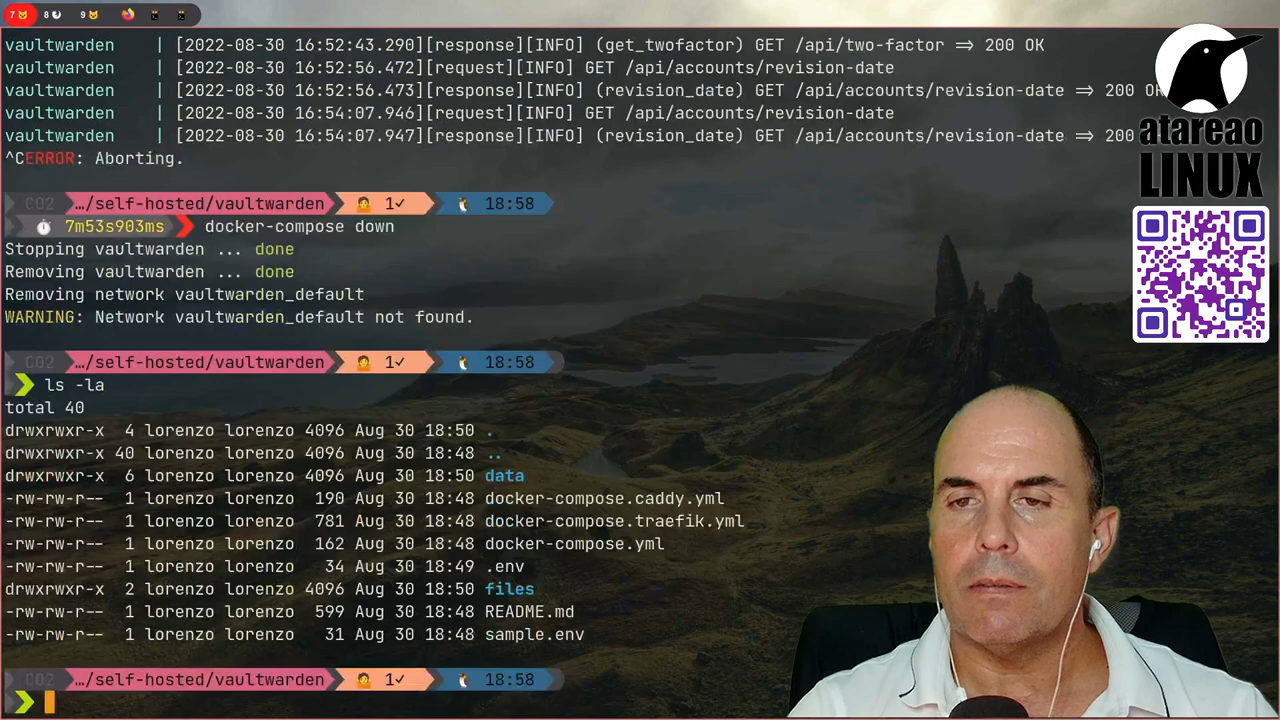 7 8 9
vaultwarden | [2022-08-30 16:52:43.290][response][INFO] (get_twofactor) GET /api/two-factor => 200 OK
vaultwarden | [2022-08-30 16:52:56.472][request][INFO] GET /api/accounts/revision-date
vaultwarden | [2022-08-30 16:52:56.473][response][INFO] (revision_date) GET /api/accounts/revision-date => 200 OK
vaultwarden | [2022-08-30 16:54:07.946][request][INFO] GET /api/accounts/revision-date
vaultwarden | [2022-08-30 16:54:07.947][response][INFO] (revision_date) GET /api/accounts/revision-date => 200
^CERROR: Aborting.
CO2 …/self-hosted/vaultwarden 1✓ 18:58
7m53s903ms docker-compose down
Stopping vaultwarden ... done
Removing vaultwarden ... done
Removing network vaultwarden_default
WARNING: Network vaultwarden_default not found.
CO2 …/self-hosted/vaultwarden 1✓ 18:58
ls -la
total 40
drwxrwxr-x 4 lorenzo lorenzo 4096 Aug 30 18:50 .
drwxrwxr-x 40 lorenzo lorenzo 4096 Aug 30 18:48 ..
drwxrwxr-x 6 lorenzo lorenzo 4096 Aug 30 18:50 data
-rw-rw-r-- 1 lorenzo lorenzo 190 Aug 30 18:48 docker-compose.caddy.yml
-rw-rw-r-- 1 lorenzo lorenzo 781 Aug 30 18:48 docker-compose.traefik.yml
-rw-rw-r-- 1 lorenzo lorenzo 162 Aug 30 18:48 docker-compose.yml
-rw-rw-r-- 1 lorenzo lorenzo 34 Aug 30 18:49 .env
drwxrwxr-x 2 lorenzo lorenzo 4096 Aug 30 18:48 files
-rw-rw-r-- 1 lorenzo lorenzo 599 Aug 30 18:48 README.md
-rw-rw-r-- 1 lorenzo lorenzo 31 Aug 30 18:48 sample.env
CO2 …/self-hosted/vaultwarden 1✓ 18:58
atareao
LINUX